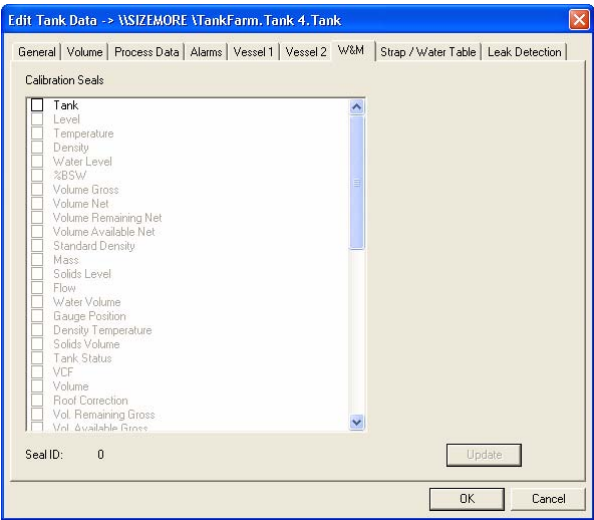 Edit Tank Data -> \\SIZEMORE \TankFarm.Tank 4.Tank
General Volume Process Data Alarms Vessel 1 Vessel 2 W&M Strap / Water Table Leak Detection
Calibration Seals
Tank
Level
Temperature
Density
Water Level
%BSW
Volume Gross
Volume Net
Volume Remaining Net
Volume Available Net
Standard Density
Mass
Solids Level
Flow
Water Volume
Gauge Position
Density Temperature
Solids Volume
Tank Status
VCF
Volume
Roof Correction
Vol. Remaining Gross
Vol. Available Gross
Seal ID: 0
Update
OK Cancel